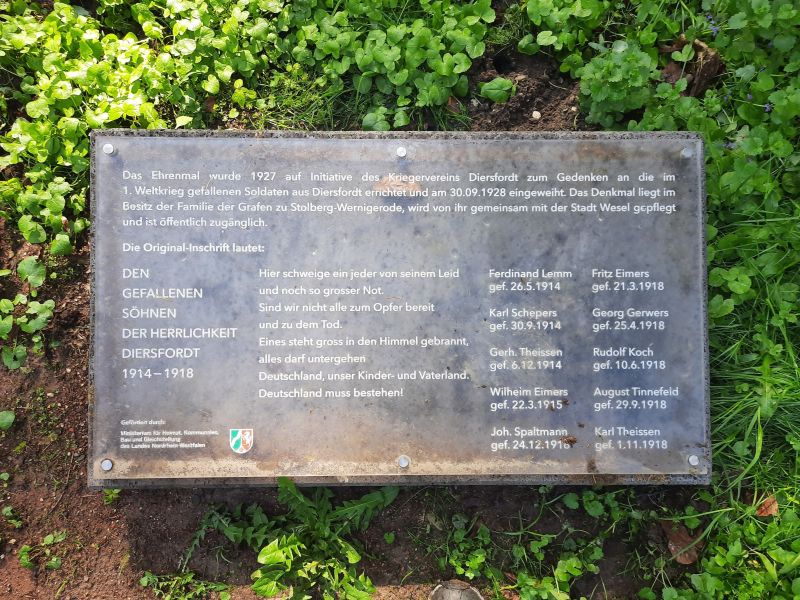 Das Ehrenmal wurde 1927 auf Initiative des Kriegervereins Diersfordt zum Gedenken an die im
1. Weltkrieg gefallenen Soldaten aus Diersfordt errichtet und am 30.09.1928 eingeweiht. Das Denkmal liegt im
Besitz der Familie der Grafen zu Stolberg-Wernigerode, wird von ihr gemeinsam mit der Stadt Wesel gepflegt
und ist öffentlich zugänglich.
Die Original-Inschrift lautet:
DEN
GEFALLENEN
SÖHNEN
DER HERRLICHKEIT
DIERSFORDT
1914–1918
Hier schweige ein jeder von seinem Leid
und noch so grosser Not.
Sind wir nicht alle zum Opfer bereit
und zu dem Tod.
Eines steht gross in den Himmel gebrannt,
alles darf untergehen
Deutschland, unser Kinder- und Vaterland.
Deutschland muss bestehen!
Ferdinand Lemm
gef. 26.5.1914
Karl Schepers
gef. 30.9.1914
Gerh. Theissen
gef. 6.12.1914
Wilheim Eimers
gef. 22.3.1915
Joh. Spaltmann
gef. 24.12.1918
Fritz Eimers
gef. 21.3.1918
Georg Gerwers
gef. 25.4.1918
Rudolf Koch
gef. 10.6.1918
August Tinnefeld
gef. 29.9.1918
Karl Theissen
gef. 1.11.1918
Gefördert durch:
Ministerium für Heimat, Kommunales,
Bau und Gleichstellung
des Landes Nordrhein-Westfalen